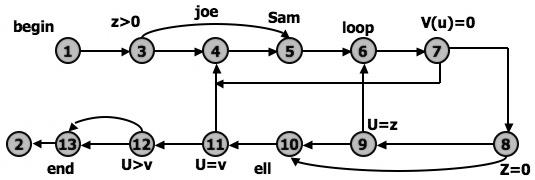 joe
begin z>0 Sam loop V(u)=0
1 3 4 5 6 7
U=z
2 13 12 11 10 9 8
end U>v U=v ell Z=0